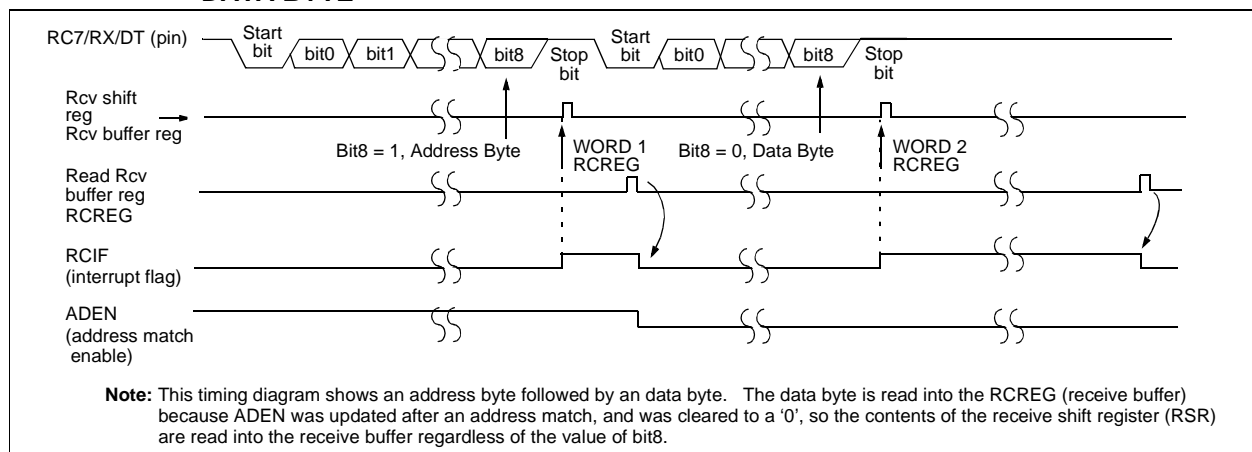 Start bit
bit0
bit1
bit8
Stop bit
Start bit
bit0
bit8
Stop bit
RC7/RX/DT (pin)
Rcv shift
reg
Rcv buffer reg
Bit8 = 1, Address Byte
WORD 1
RCREG
Bit8 = 0, Data Byte
WORD 2
RCREG
Read Rcv
buffer reg
RCREG
RCIF
(interrupt flag)
ADEN
(address match
enable)
Note: This timing diagram shows an address byte followed by an data byte. The data byte is read into the RCREG (receive buffer)
because ADEN was updated after an address match, and was cleared to a ‘0’, so the contents of the receive shift register (RSR)
are read into the receive buffer regardless of the value of bit8.